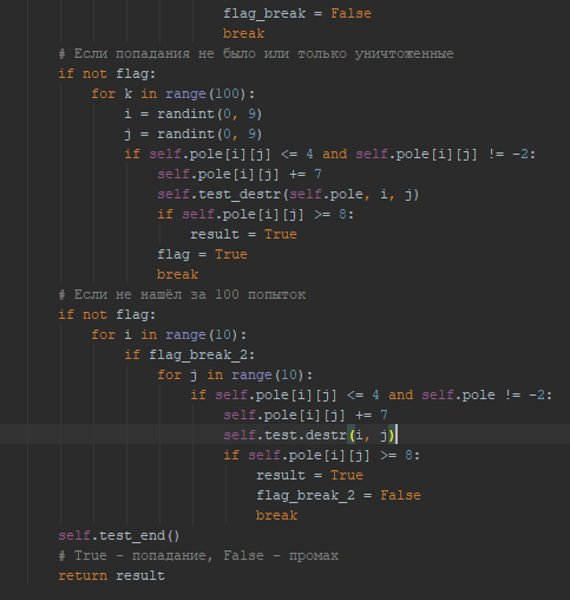 flag_break = False
break
# Если попадания не было или только уничтоженные
if not flag:
for k in range(100):
i = randint(0, 9)
j = randint(0, 9)
if self.pole[i][j] <= 4 and self.pole[i][j] != -2:
self.pole[i][j] += 7
self.test_destr(self.pole, i, j)
if self.pole[i][j] >= 8:
result = True
flag = True
break
# Если не нашёл за 100 попыток
if not flag:
for i in range(10):
if flag_break_2:
for j in range(10):
if self.pole[i][j] <= 4 and self.pole != -2:
self.pole[i][j] += 7
self.test.destr(i, j)
if self.pole[i][j] >= 8:
result = True
flag_break_2 = False
break
self.test_end()
# True – попадание, False – промах
return result